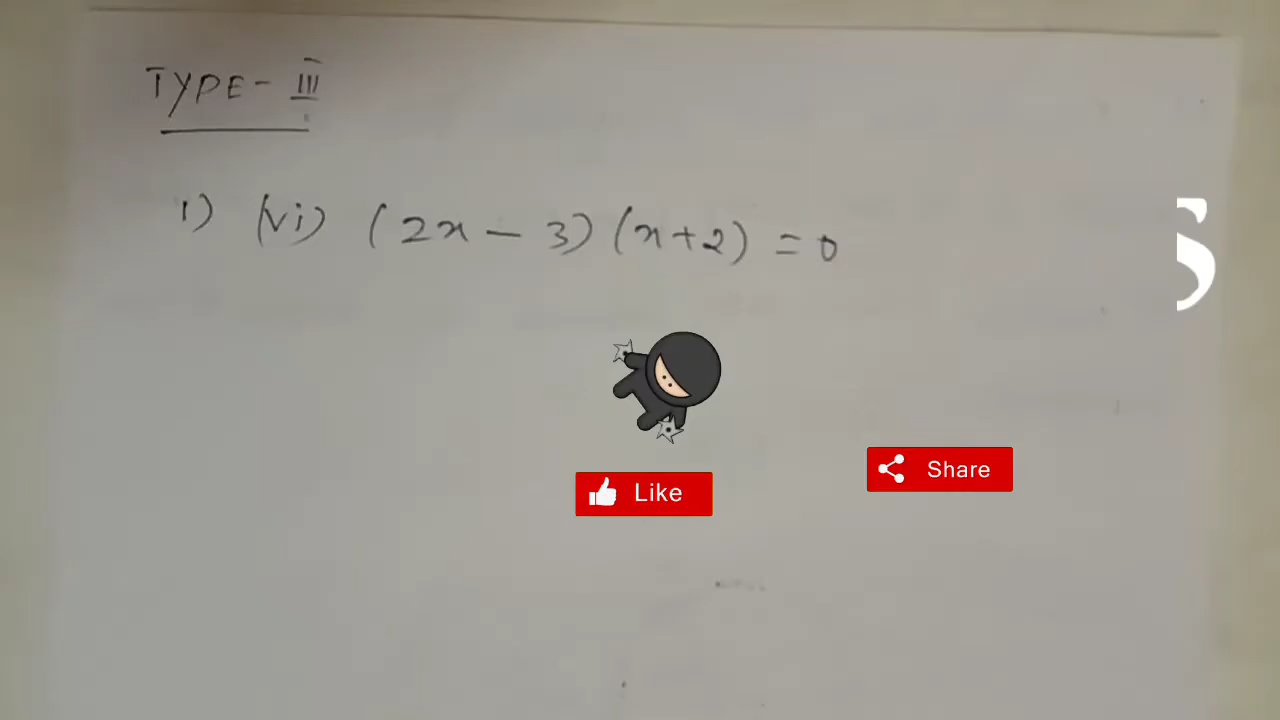 TYPE - III
1) (vi) (2x - 3)(x+2) = 0
S
Like
Share